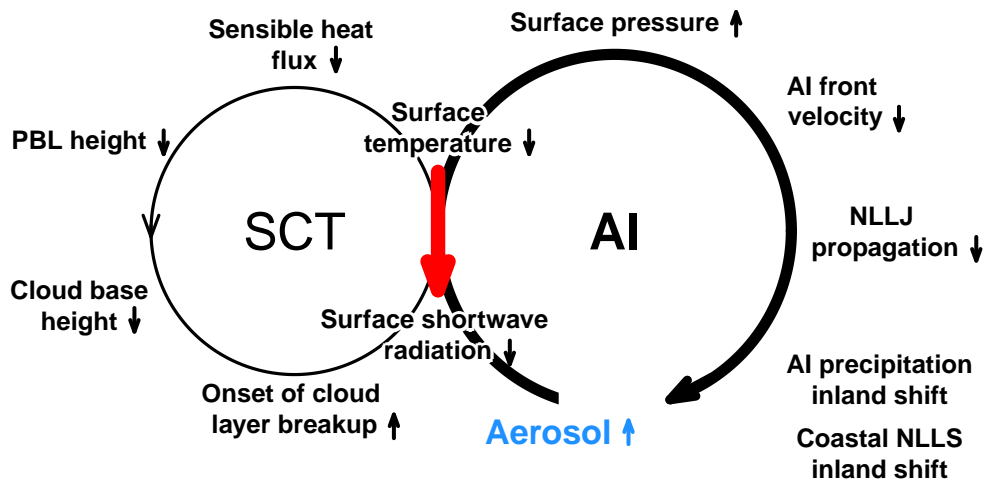 Surface pressure
Sensible heat
flux
AI front
velocity
Surface
temperature
PBL height
SCT
AI
NLLJ
propagation
Cloud base
height
Surface shortwave
radiation
AI precipitation
inland shift
Onset of cloud
layer breakup
Aerosol
Coastal NLLS
inland shift